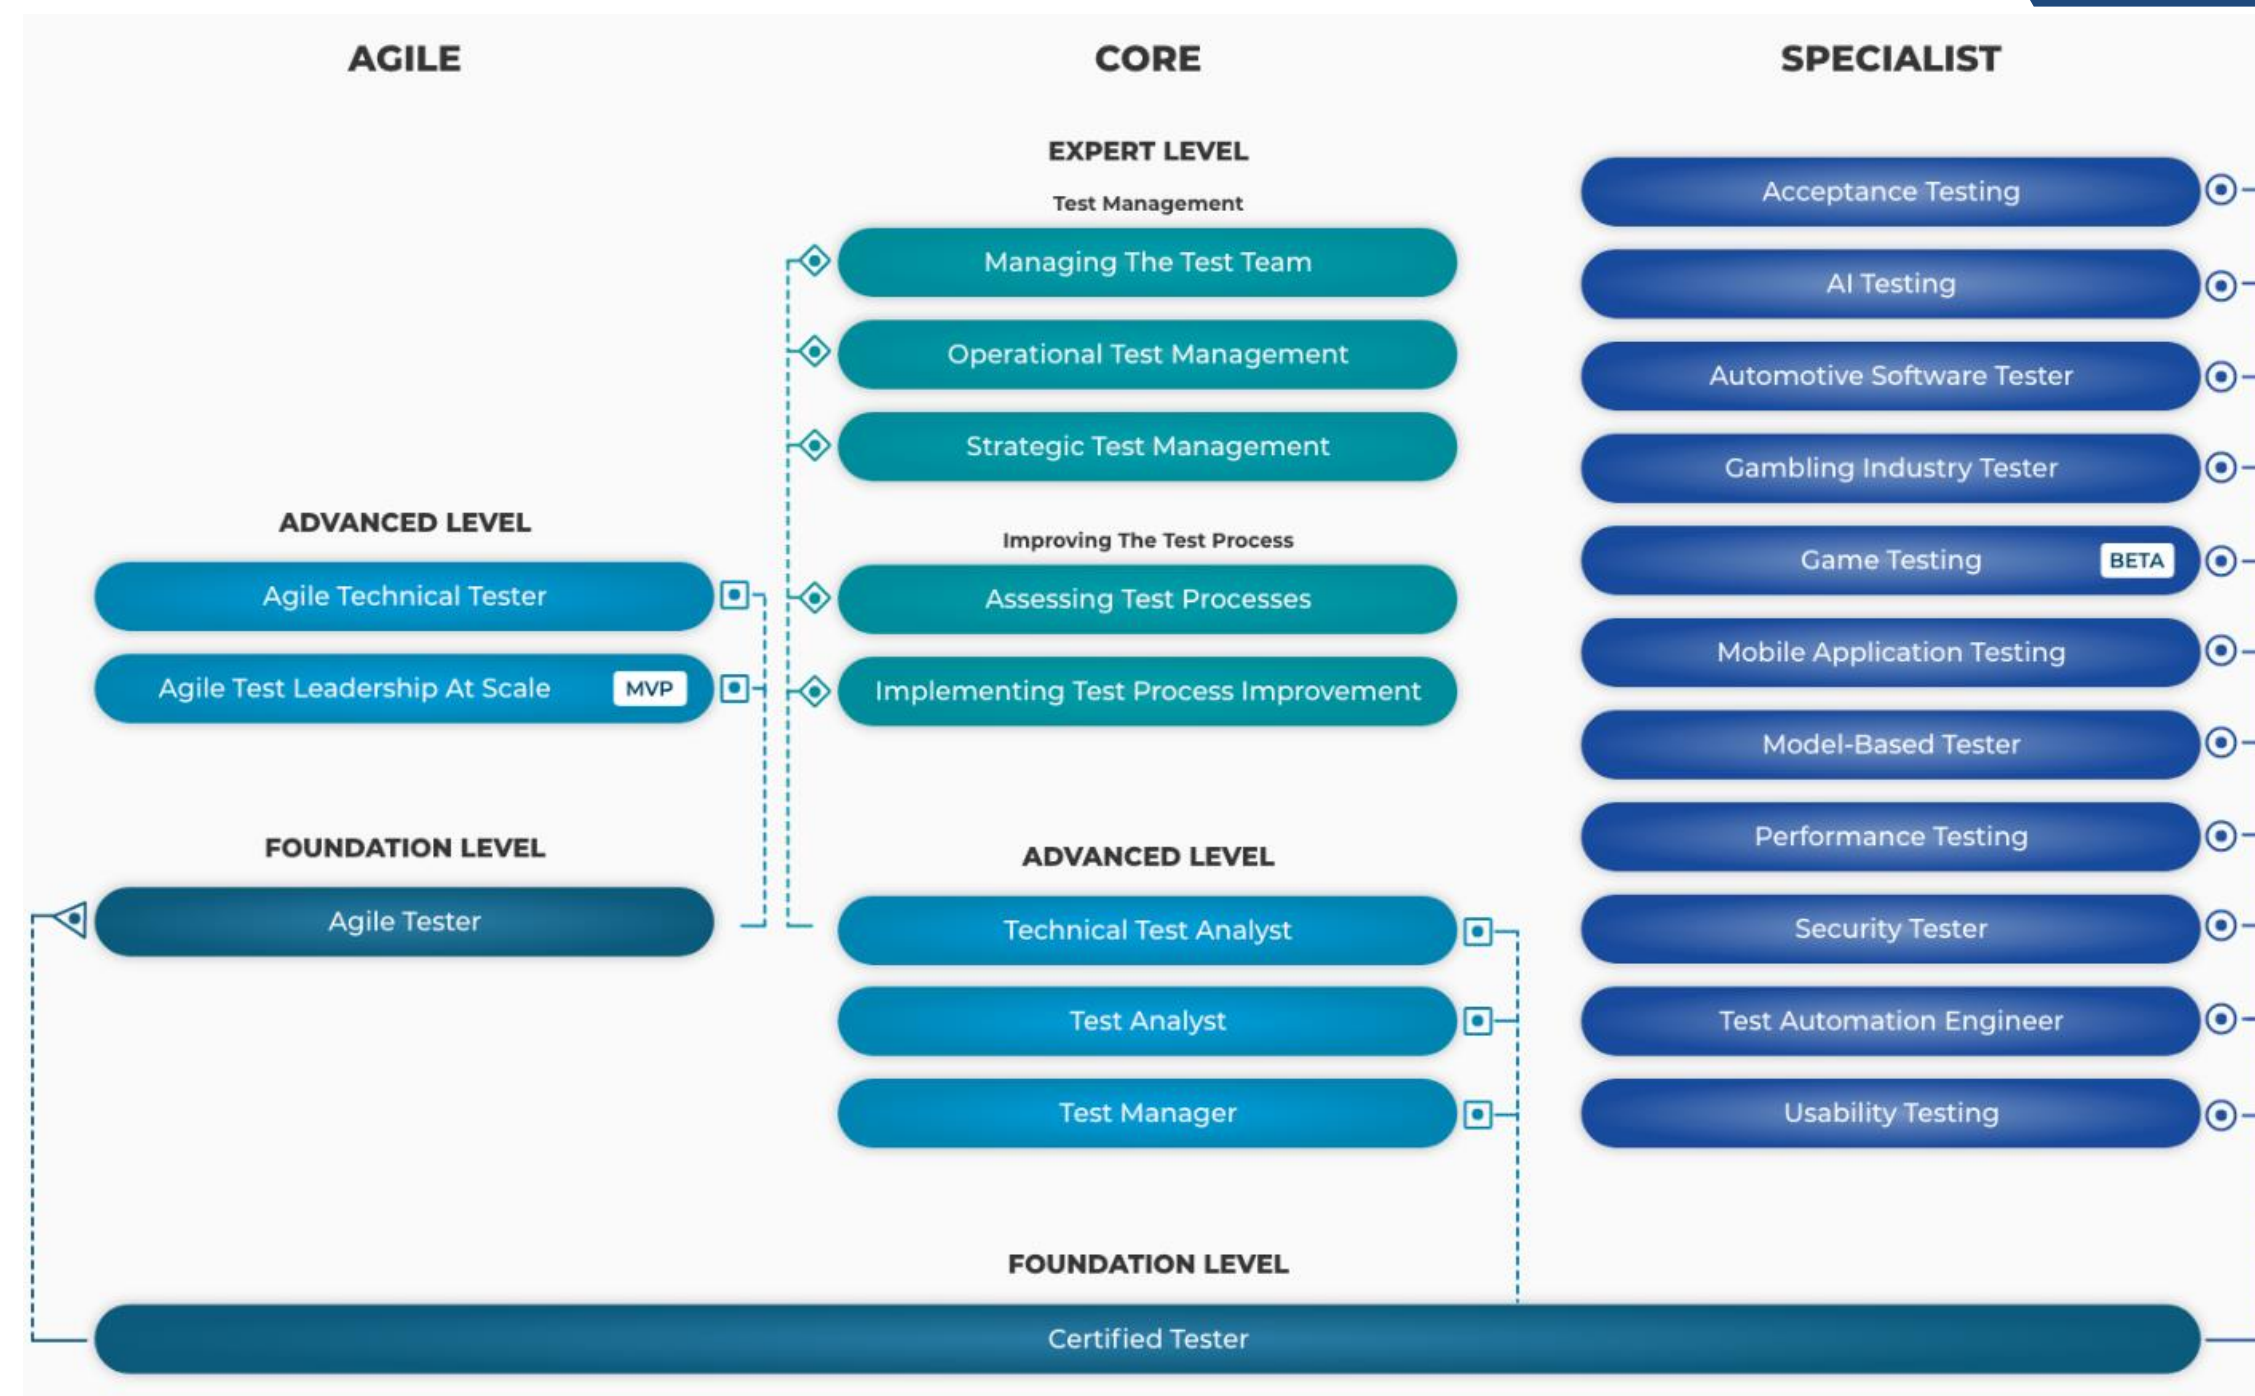 AGILE
ADVANCED LEVEL
Agile Technical Tester
Agile Test Leadership At Scale MVP
FOUNDATION LEVEL
Agile Tester
CORE
EXPERT LEVEL
Test Management
Managing The Test Team
Operational Test Management
Strategic Test Management
Improving The Test Process
Assessing Test Processes
Implementing Test Process Improvement
ADVANCED LEVEL
Technical Test Analyst
Test Analyst
Test Manager
SPECIALIST
Acceptance Testing
AI Testing
Automotive Software Tester
Gambling Industry Tester
Game Testing BETA
Mobile Application Testing
Model-Based Tester
Performance Testing
Security Tester
Test Automation Engineer
Usability Testing
FOUNDATION LEVEL
Certified Tester